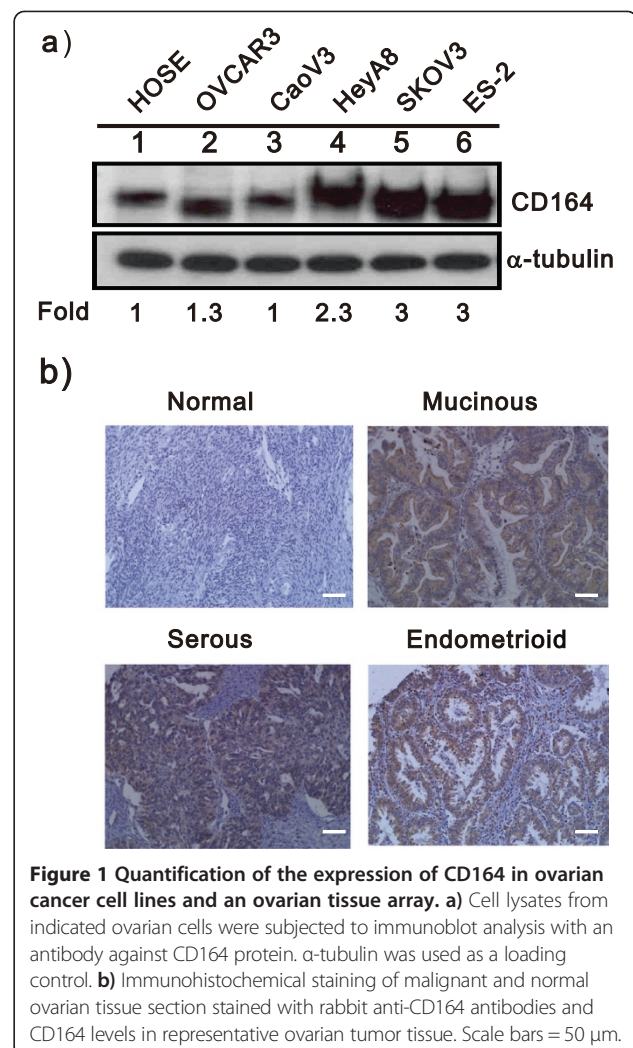 a)
HOSE OVCAR3 CaoV3 HeyA8 SKOV3 ES-2
1 2 3 4 5 6
CD164
α-tubulin
Fold 1 1.3 1 2.3 3 3
b)
Normal Mucinous
Serous Endometrioid
Figure 1 Quantification of the expression of CD164 in ovarian
cancer cell lines and an ovarian tissue array. a) Cell lysates from
indicated ovarian cells were subjected to immunoblot analysis with an
antibody against CD164 protein. α-tubulin was used as a loading
control. b) Immunohistochemical staining of malignant and normal
ovarian tissue section stained with rabbit anti-CD164 antibodies and
CD164 levels in representative ovarian tumor tissue. Scale bars = 50 μm.